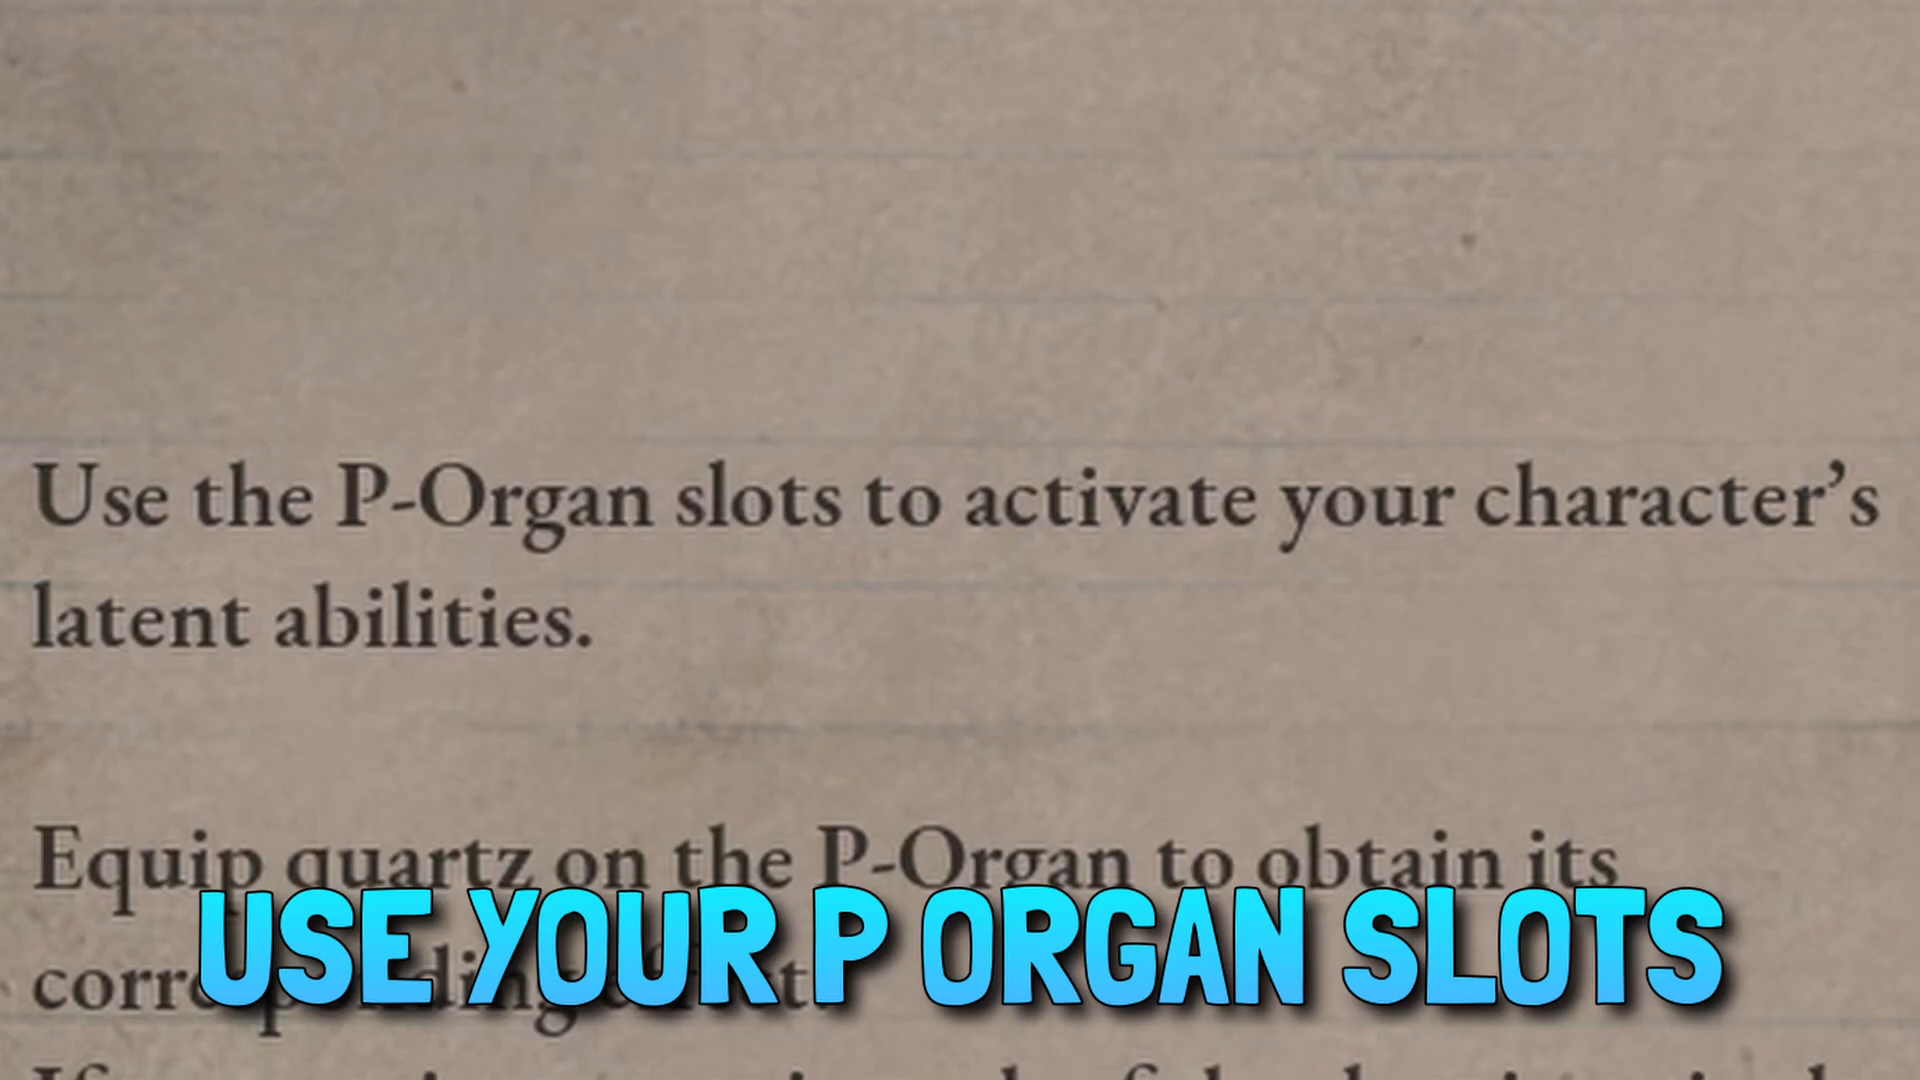 Use the P-Organ slots to activate your character’s
latent abilities.
Equip quartz on the P-Organ to obtain its
USE YOUR P ORGAN SLOTS